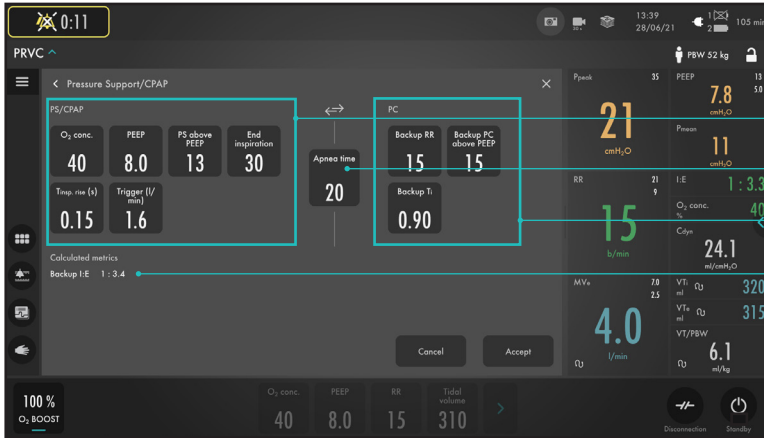 0:11
13:39
28/06/21
1
2
105 min
PRVC
PBW 52 kg
Pressure Support/CPAP
PS/CPAP
O₂ conc.
40
PEEP
8.0
PS above
PEEP
13
End
inspiration
30
Tinsp. rise (s)
0.15
Trigger (l/
min)
1.6
Apnea time
20
PC
Backup RR
15
Backup PC
above PEEP
15
Backup Ti
0.90
Calculated metrics
Backup I:E 1 : 3.4
Cancel
Accept
Ppeak
35
21
cmH₂O
PEEP
13
5.0
7.8
cmH₂O
Pmean
11
cmH₂O
RR
21
9
15
b/min
I:E
1 : 3.3
O₂ conc.
%
40
Cdyn
24.1
ml/cmH₂O
MVe
7.0
2.5
4.0
l/min
VTi
ml
320
VTe
ml
315
VT/PBW
6.1
ml/kg
100 %
O₂ BOOST
O₂ conc.
40
PEEP
8.0
RR
15
Tidal
volume
310
Disconnection
Standby